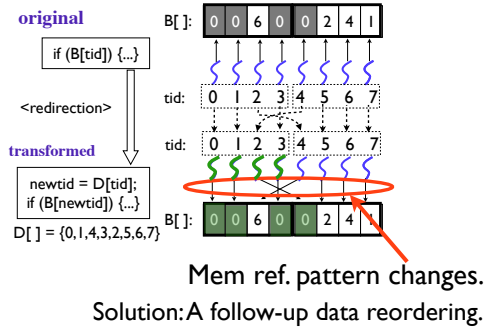 original
B[ ]: 0 0 6 0 0 2 4 1
if (B[tid]) {...}
tid: 0 1 2 3 4 5 6 7
<redirection>
tid: 0 1 2 3 4 5 6 7
transformed
newtid = D[tid];
if (B[newtid]) {...}
B[ ]: 0 0 6 0 0 2 4 1
D[ ] = {0,1,4,3,2,5,6,7}
Mem ref. pattern changes.
Solution: A follow-up data reordering.